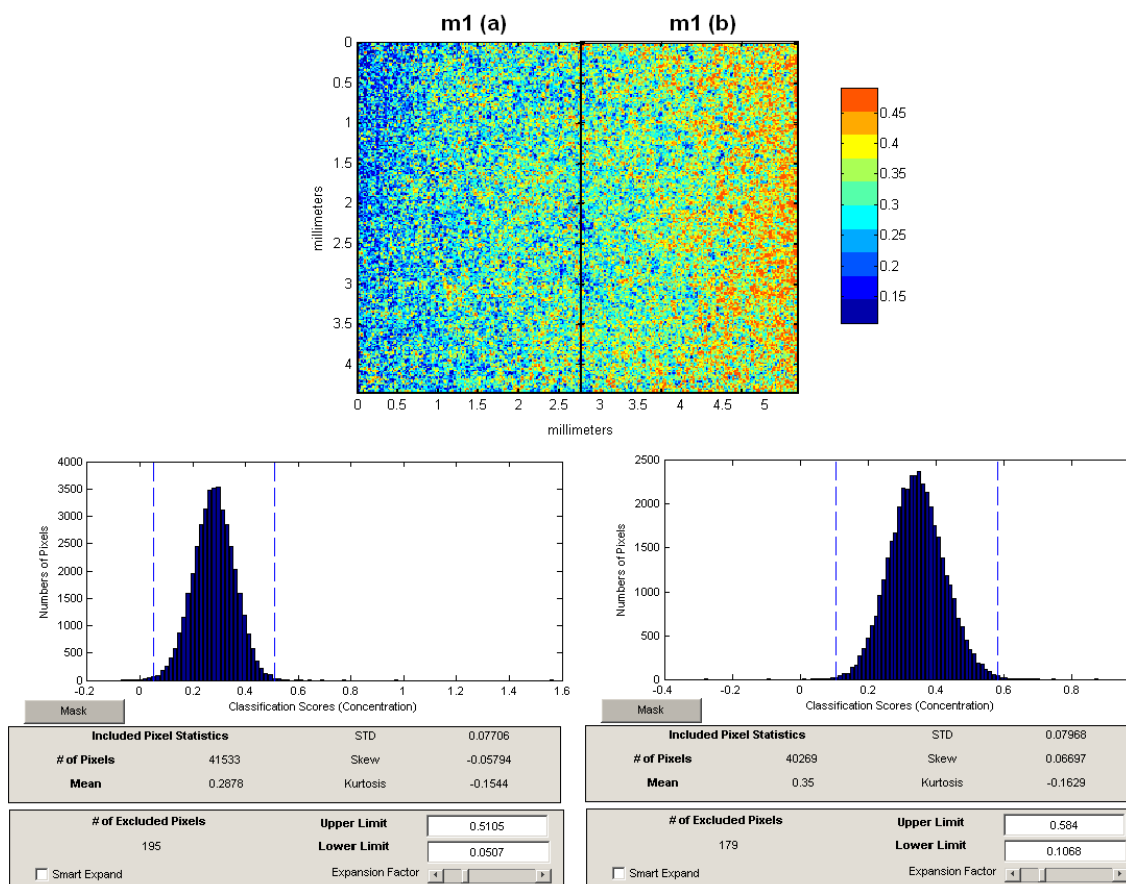 m1 (a) m1 (b)
0
0.5
1
1.5
2
2.5
3
3.5
4
millimeters
0 0.5 1 1.5 2 2.5 3 3.5 4 4.5 5
millimeters
0.45
0.4
0.35
0.3
0.25
0.2
0.15
4000
3500
3000
2500
2000
1500
1000
500
0
Numbers of Pixels
-0.2 0 0.2 0.4 0.6 0.8 1 1.2 1.4 1.6
Classification Scores (Concentration)
Mask
Included Pixel Statistics STD 0.07706
# of Pixels 41533 Skew -0.05794
Mean 0.2878 Kurtosis -0.1544
# of Excluded Pixels Upper Limit 0.5105
195 Lower Limit 0.0507
Smart Expand Expansion Factor
2500
2000
1500
1000
500
0
Numbers of Pixels
-0.4 -0.2 0 0.2 0.4 0.6 0.8
Classification Scores (Concentration)
Mask
Included Pixel Statistics STD 0.07968
# of Pixels 40269 Skew 0.06697
Mean 0.35 Kurtosis -0.1629
# of Excluded Pixels Upper Limit 0.584
179 Lower Limit 0.1068
Smart Expand Expansion Factor